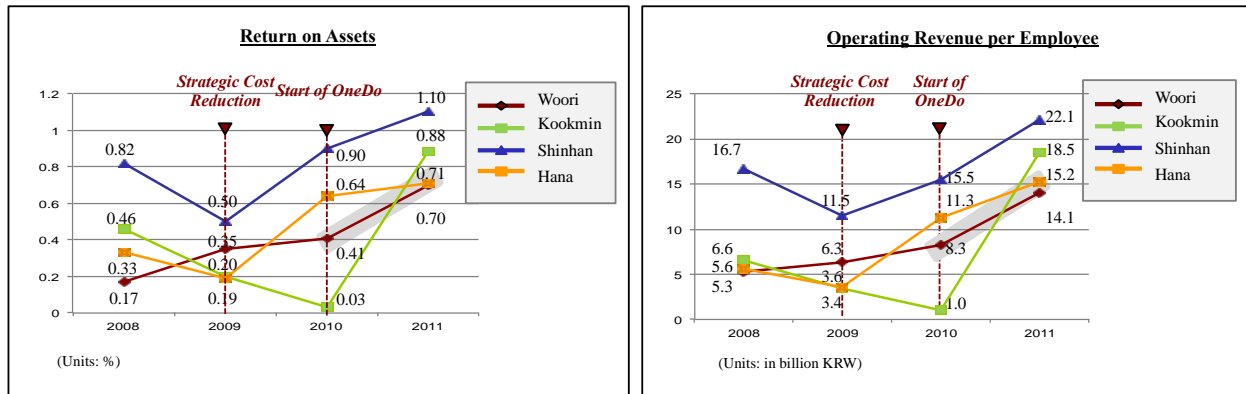 Return on Assets
Strategic Cost
Reduction
Start of OneDo
Woori
Kookmin
Shinhan
Hana
1.2
1
0.8
0.6
0.4
0.2
0
0.82
0.46
0.33
0.17
0.50
0.35
0.20
0.19
0.90
0.64
0.41
0.03
1.10
0.88
0.71
0.70
2008
2009
2010
2011
(Units: %)
Operating Revenue per Employee
Strategic Cost
Reduction
Start of
OneDo
Woori
Kookmin
Shinhan
Hana
25
20
15
10
5
0
16.7
6.6
5.6
5.3
11.5
6.3
3.6
3.4
15.5
11.3
8.3
1.0
22.1
18.5
15.2
14.1
2008
2009
2010
2011
(Units: in billion KRW)